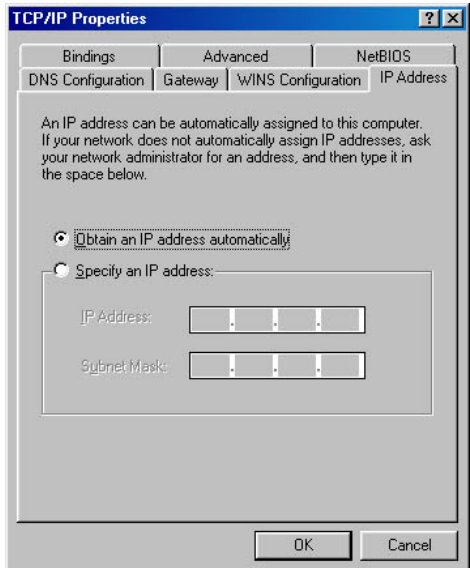 TCP/IP Properties
Bindings Advanced NetBIOS
DNS Configuration Gateway WINS Configuration IP Address
An IP address can be automatically assigned to this computer.
If your network does not automatically assign IP addresses, ask
your network administrator for an address, and then type it in
the space below.
Obtain an IP address automatically
Specify an IP address:
IP Address:
Subnet Mask:
OK Cancel